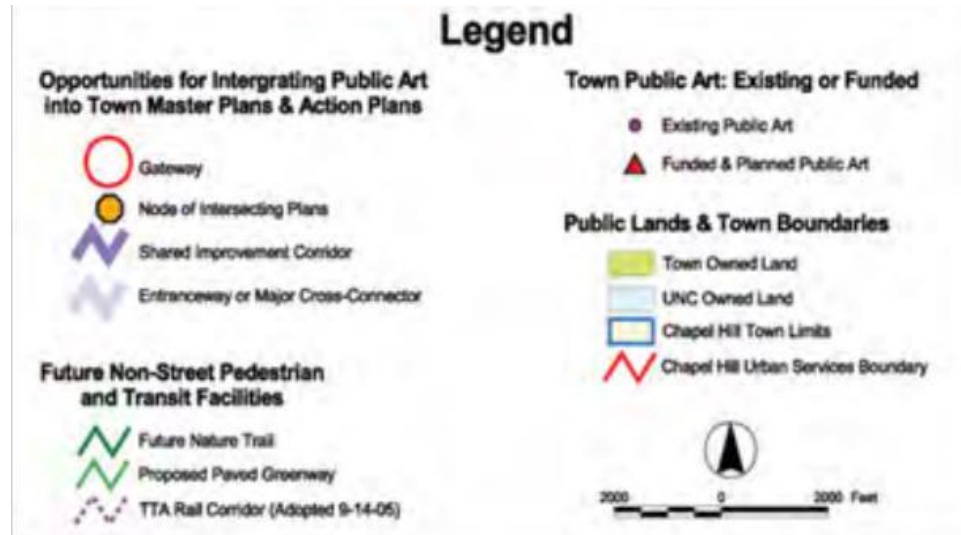 Legend
Opportunities for Intergrating Public Art
into Town Master Plans & Action Plans
Gateway
Node of Intersecting Plans
Shared Improvement Corridor
Entranceway or Major Cross-Connector
Future Non-Street Pedestrian
and Transit Facilities
Future Nature Trail
Proposed Paved Greenway
TTA Rail Corridor (Adopted 9-14-05)
Town Public Art: Existing or Funded
Existing Public Art
Funded & Planned Public Art
Public Lands & Town Boundaries
Town Owned Land
UNC Owned Land
Chapel Hill Town Limits
Chapel Hill Urban Services Boundary
2000 0 2000 Feet